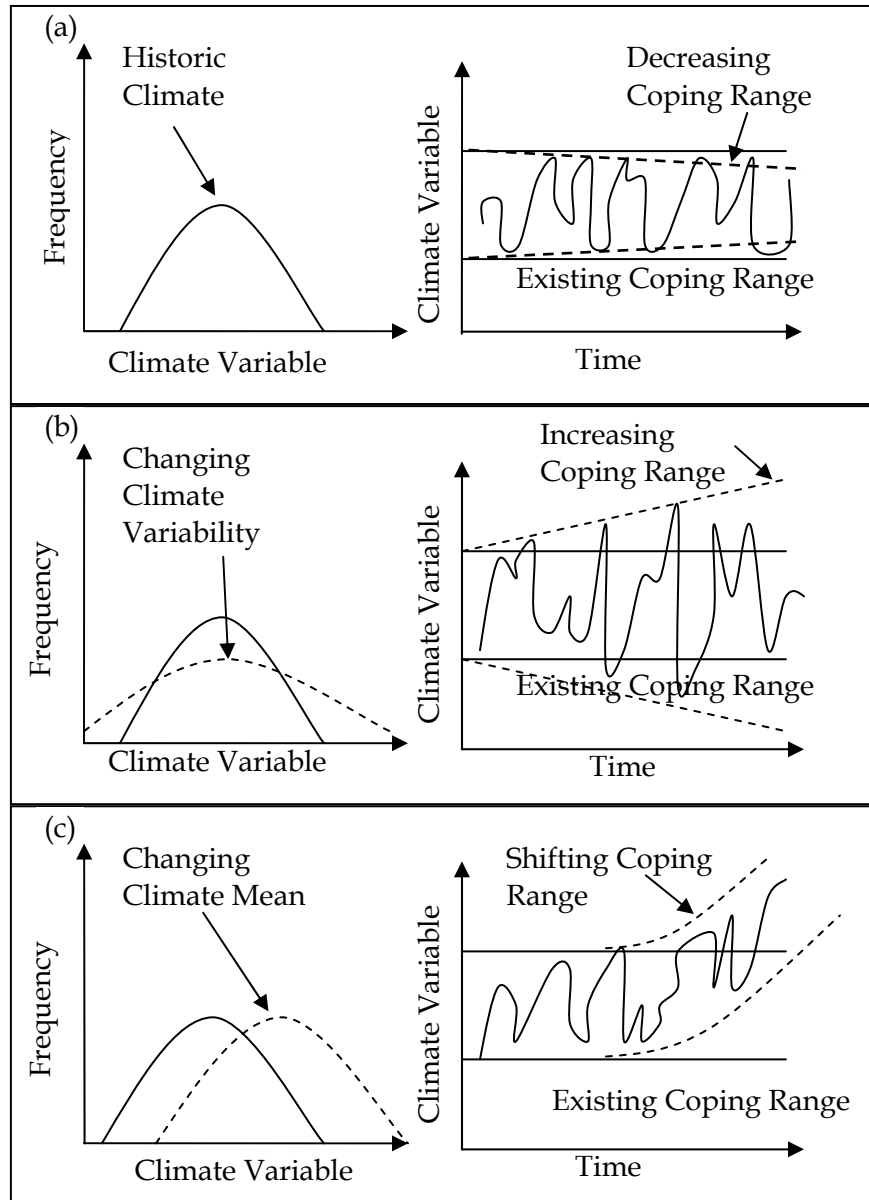 (a)
Historic
Climate
Frequency
Climate Variable
Decreasing
Coping Range
Climate Variable
Existing Coping Range
Time
(b)
Changing
Climate
Variability
Frequency
Climate Variable
Increasing
Coping Range
Climate Variable
Existing Coping Range
Time
(c)
Changing
Climate Mean
Frequency
Climate Variable
Shifting Coping
Range
Climate Variable
Existing Coping Range
Time